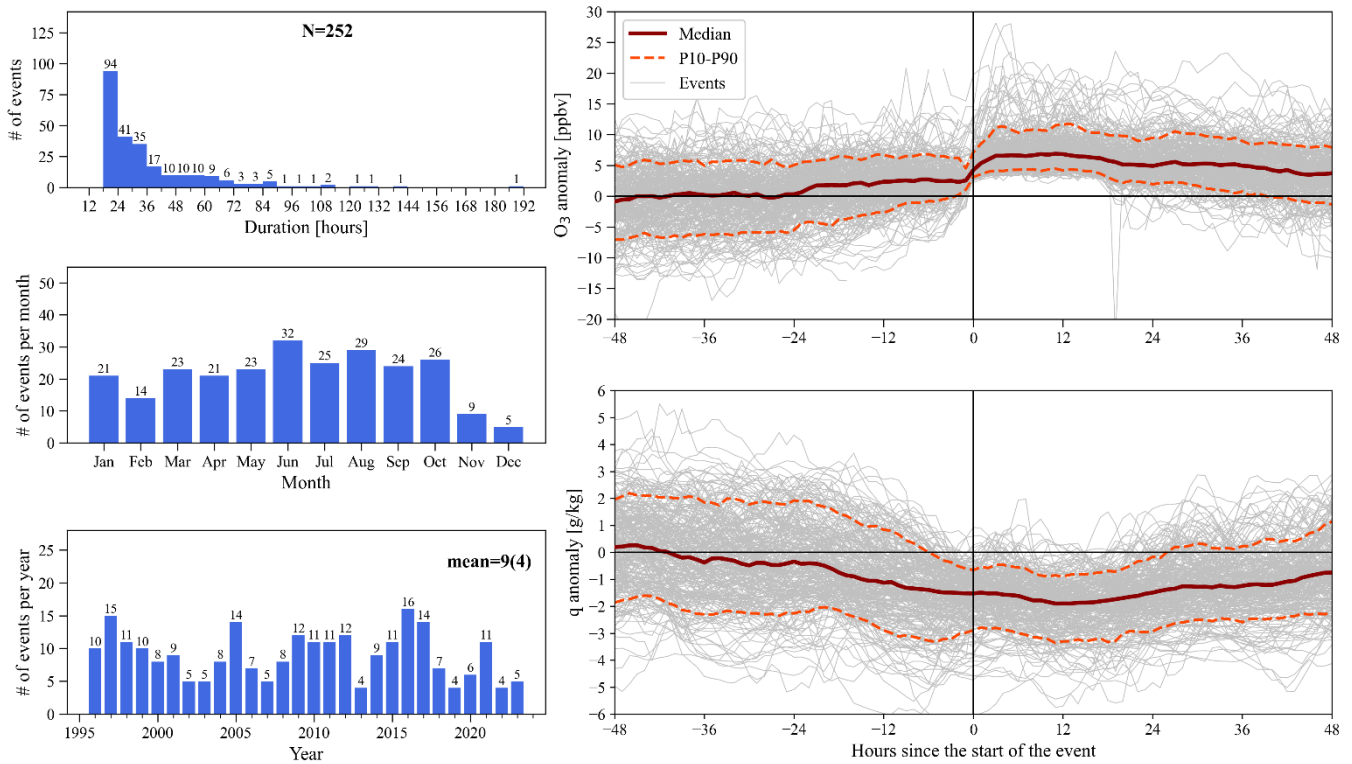 N=252
# of events
125
100
75
50
25
0
94
41
35
17
10 10 10 9
6
3 3 5
1 1 1 2
1 1
1
1
12 24 36 48 60 72 84 96 108 120 132 144 156 168 180 192
Duration [hours]
# of events per month
50
40
30
20
10
0
21 14 23 21 23 32 25 29 24 26 9 5
Jan Feb Mar Apr May Jun Jul Aug Sep Oct Nov Dec
Month
mean=9(4)
# of events per year
25
20
15
10
5
0
10 15 11 10 8 9 5 5 8 14 7 5 8 12 11 11 12 4 9 11 16 14 7 4 6 11 4 5
1995 2000 2005 2010 2015 2020
Year
Median
P10-P90
Events
O₃ anomaly [ppbv]
30
25
20
15
10
5
0
−5
−10
−15
−20
−48 −36 −24 −12 0 12 24 36 48
q anomaly [g/kg]
6
5
4
3
2
1
0
−1
−2
−3
−4
−5
−6
−48 −36 −24 −12 0 12 24 36 48
Hours since the start of the event